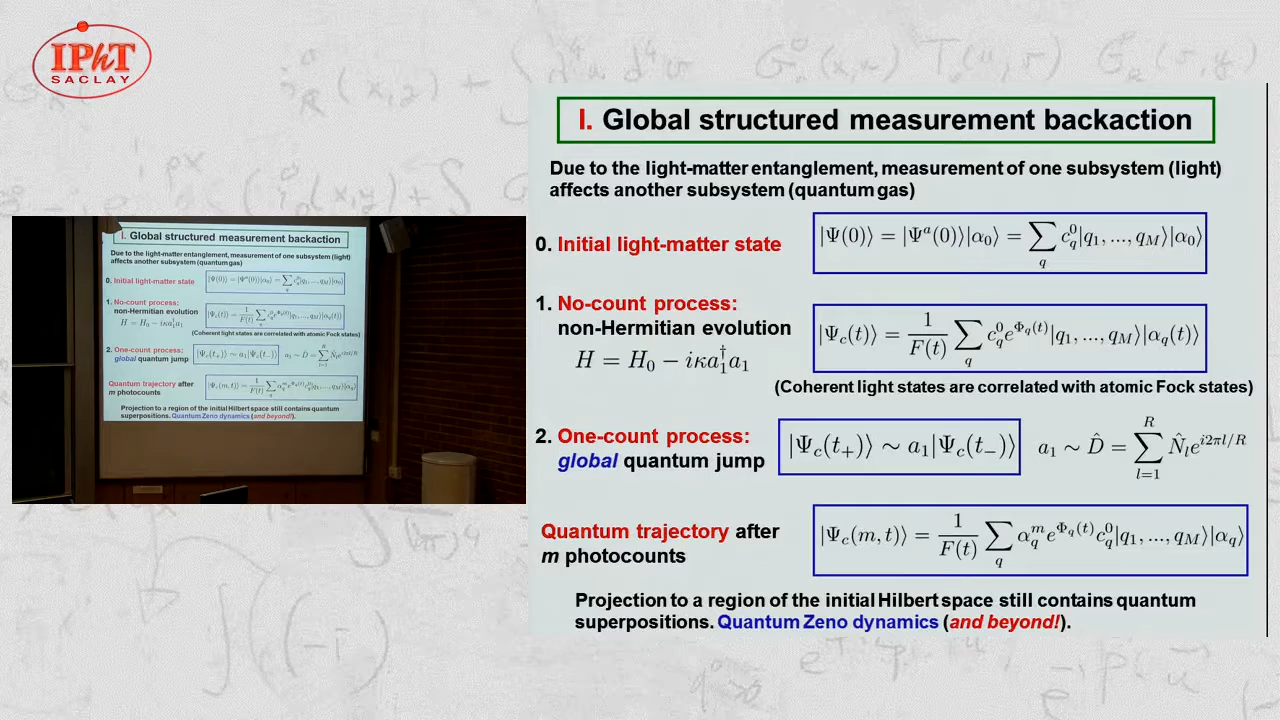 IPhT
SACLAY
I. Global structured measurement backaction
Due to the light-matter entanglement, measurement of one subsystem (light)
affects another subsystem (quantum gas)
0. Initial light-matter state
|Ψ(0)⟩ = |Ψ^a(0)⟩|α_0⟩ = ∑_q c_q^0|q_1, ..., q_M⟩|α_0⟩
1. No-count process:
non-Hermitian evolution
H = H_0 − iκa_1^†a_1
|Ψ_c(t)⟩ = 1/F(t) ∑_q c_q^0 e^{Φ_q(t)}|q_1, ..., q_M⟩|α_q(t)⟩
(Coherent light states are correlated with atomic Fock states)
2. One-count process:
global quantum jump
|Ψ_c(t_+)⟩ ∼ a_1|Ψ_c(t_−)⟩
a_1 ∼ D̂ = ∑_{l=1}^{R} N̂_l e^{i2πl/R}
Quantum trajectory after
m photocounts
|Ψ_c(m, t)⟩ = 1/F(t) ∑_q α_q^m e^{Φ_q(t)} c_q^0|q_1, ..., q_M⟩|α_q⟩
Projection to a region of the initial Hilbert space still contains quantum
superpositions. Quantum Zeno dynamics (and beyond!).